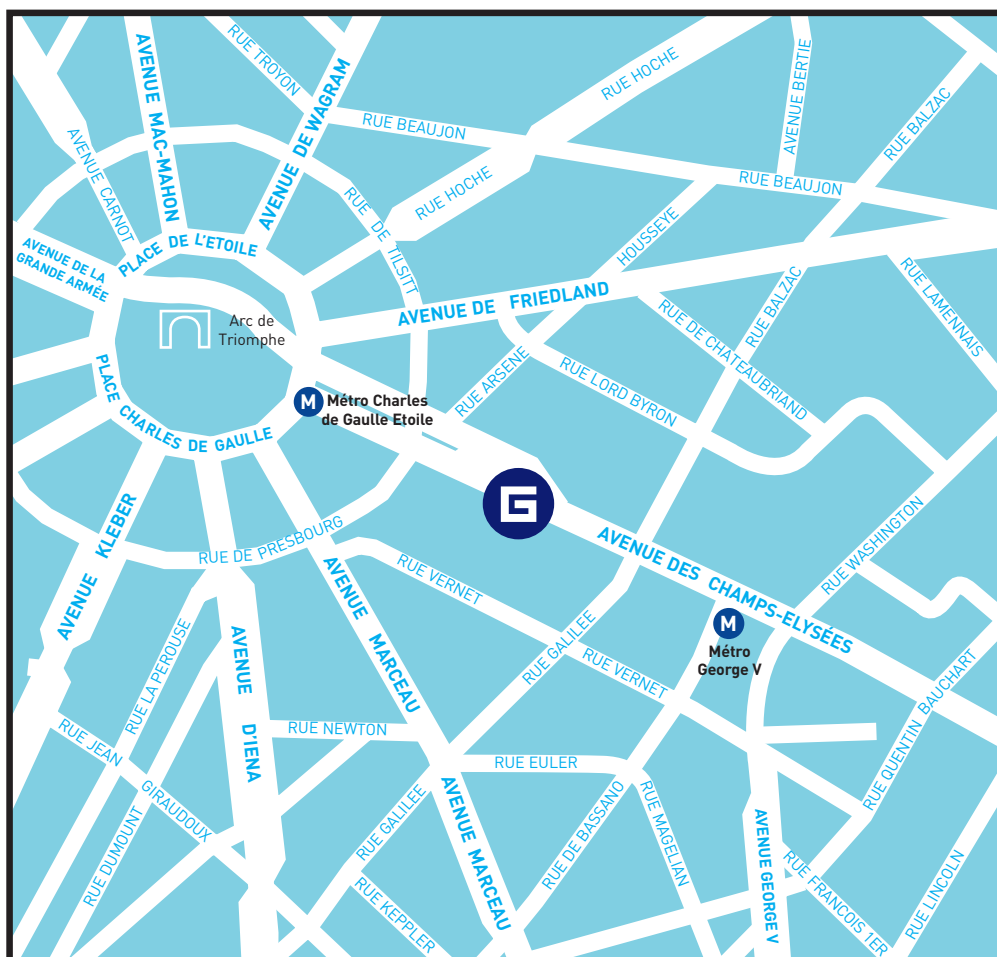 RUE TROYON
AVENUE MAC-MAHON
AVENUE DE WAGRAM
RUE HOCHE
AVENUE BERTIE
RUE BALZAC
RUE BEAUJON
AVENUE CARNOT
RUE HOCHE
RUE BEAUJON
RUE DE TILSITT
HOUSSEYE
AVENUE DE LA
GRANDE ARMÉE
PLACE DE L'ETOILE
AVENUE DE FRIEDLAND
RUE BALZAC
RUE LAMENNAIS
Arc de
Triomphe
RUE DE CHATEAUBRIAND
RUE ARSENE
RUE LORD BYRON
PLACE CHARLES DE GAULLE
M
Métro Charles
de Gaulle Etoile
G
AVENUE KLEBER
RUE DE PRESBOURG
AVENUE DES CHAMPS-ELYSÉES
RUE WASHINGTON
RUE VERNET
AVENUE MARCEAU
M
Métro
George V
RUE GALILEE
RUE VERNET
RUE LA PEROUSE
AVENUE D'IENA
RUE QUENTIN BAUCHART
RUE NEWTON
RUE JEAN GIRAUDOUX
RUE EULER
RUE DUMOUNT
RUE GALILEE
AVENUE MARCEAU
RUE DE BASSANO
RUE MAGELIAN
AVENUE GEORGE V
RUE KEPPLER
RUE FRANCOIS 1ER
RUE LINCOLN